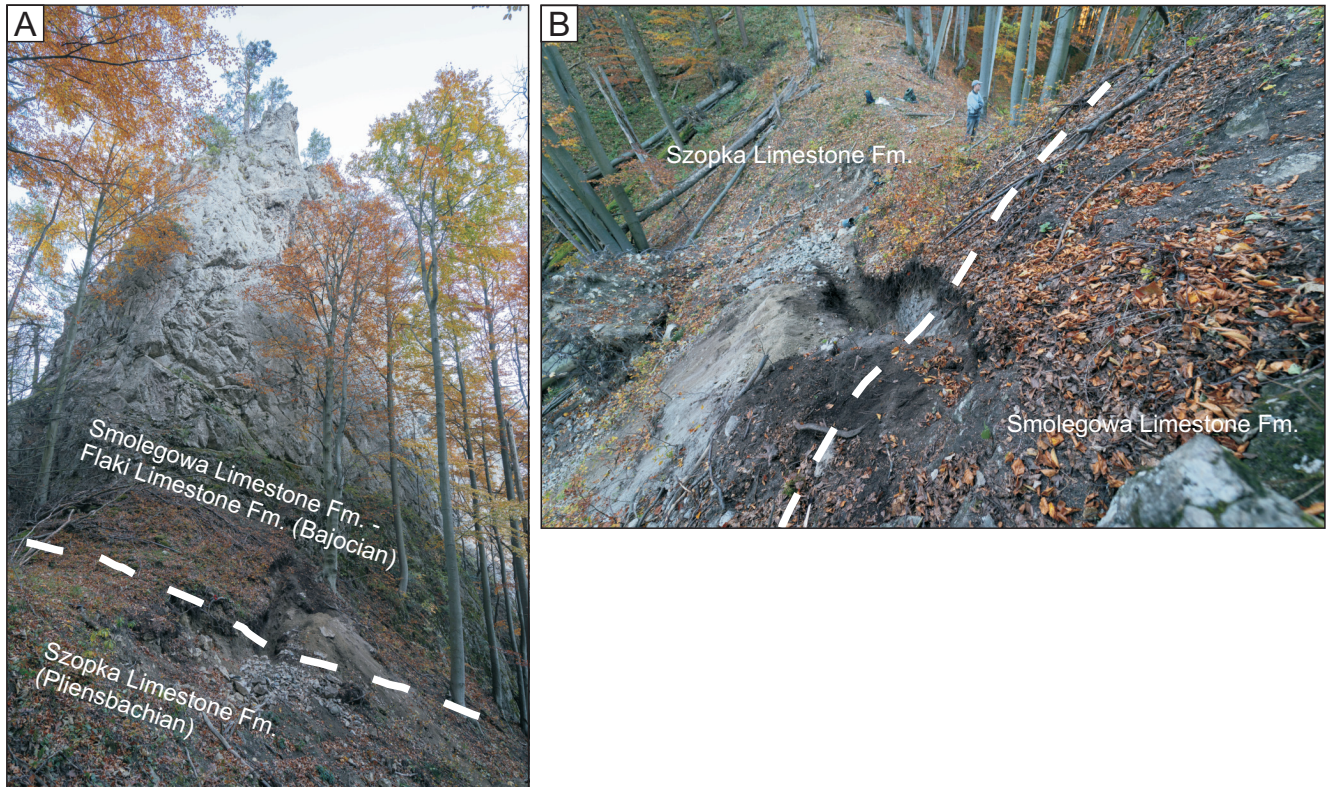 A
Smolegowa Limestone Fm. -
Flaki Limestone Fm. (Bajocian)
Szopka Limestone Fm.
(Pliensbachian)
B
Szopka Limestone Fm.
Smolegowa Limestone Fm.